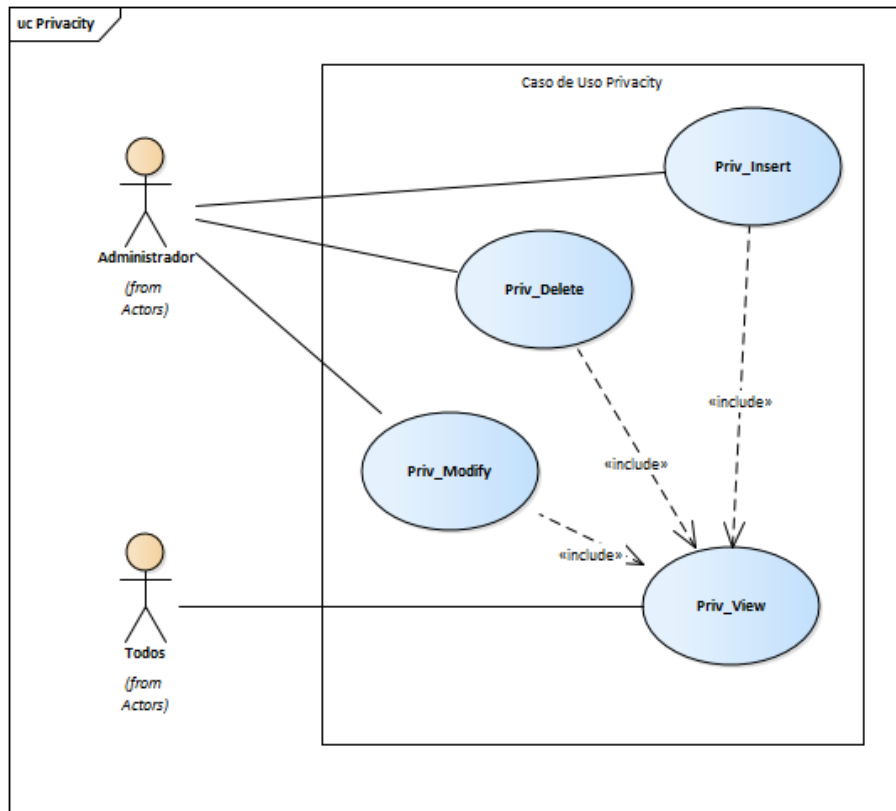 uc Privacity
Caso de Uso Privacity
Priv_Insert
Administrador
(from
Actors)
Priv_Delete
«include»
Priv_Modify
«include»
«include»
Priv_View
Todos
(from
Actors)